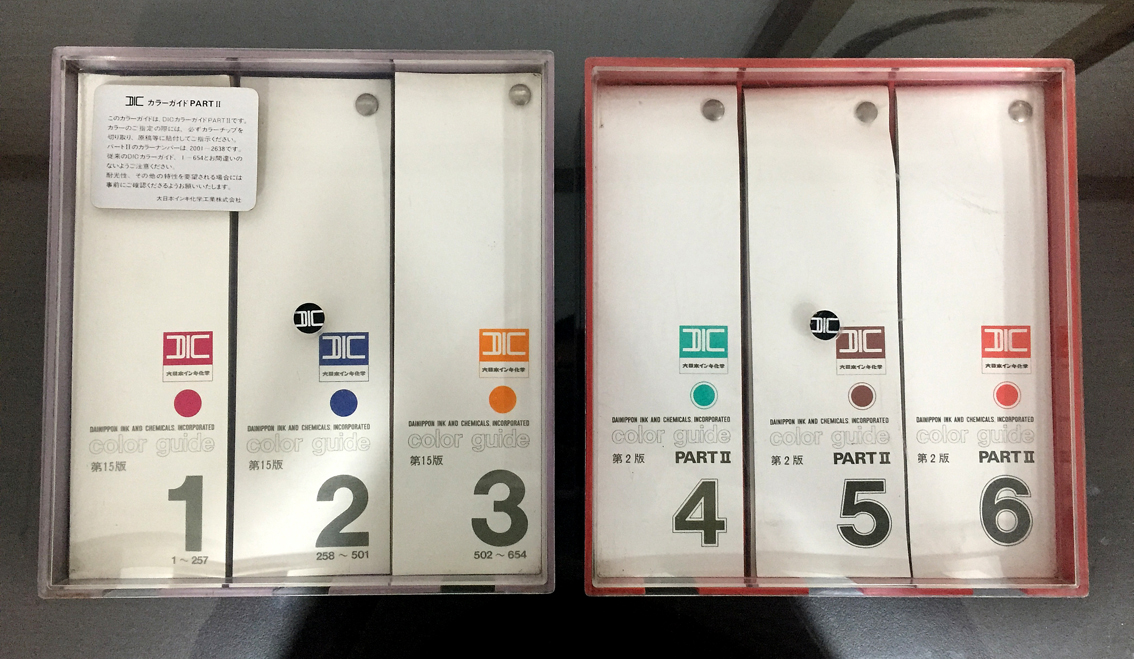 DIC カラーガイド PART II
このカラーガイドは、DICカラーガイドPARTⅡです。
カラーのご指定の際には、必ずカラーチップを
切り取り、原稿等に貼付してご指示ください。
パートⅡのカラーナンバーは、2001—2638です。
従来のDICカラーガイド、1—654とお間違いの
ないようご注意ください。
耐光性、その他の特性を要望される場合には
事前にご確認くださるようお願いいたします。
大日本インキ化学工業株式会社
DIC
DIC
大日本インキ化学
DAINIPPON INK AND CHEMICALS, INCORPORATED
color guide
第15版
1
1～257
DIC
大日本インキ化学
DAINIPPON INK AND CHEMICALS, INCORPORATED
color guide
第15版
2
258～501
DIC
大日本インキ化学
DAINIPPON INK AND CHEMICALS, INCORPORATED
color guide
第15版
3
502～654
DIC
DIC
大日本インキ化学
DAINIPPON INK AND CHEMICALS, INCORPORATED
color guide
第2版 PART II
4
DIC
大日本インキ化学
DAINIPPON INK AND CHEMICALS, INCORPORATED
color guide
第2版 PART II
5
DIC
大日本インキ化学
DAINIPPON INK AND CHEMICALS, INCORPORATED
color guide
第2版 PART II
6